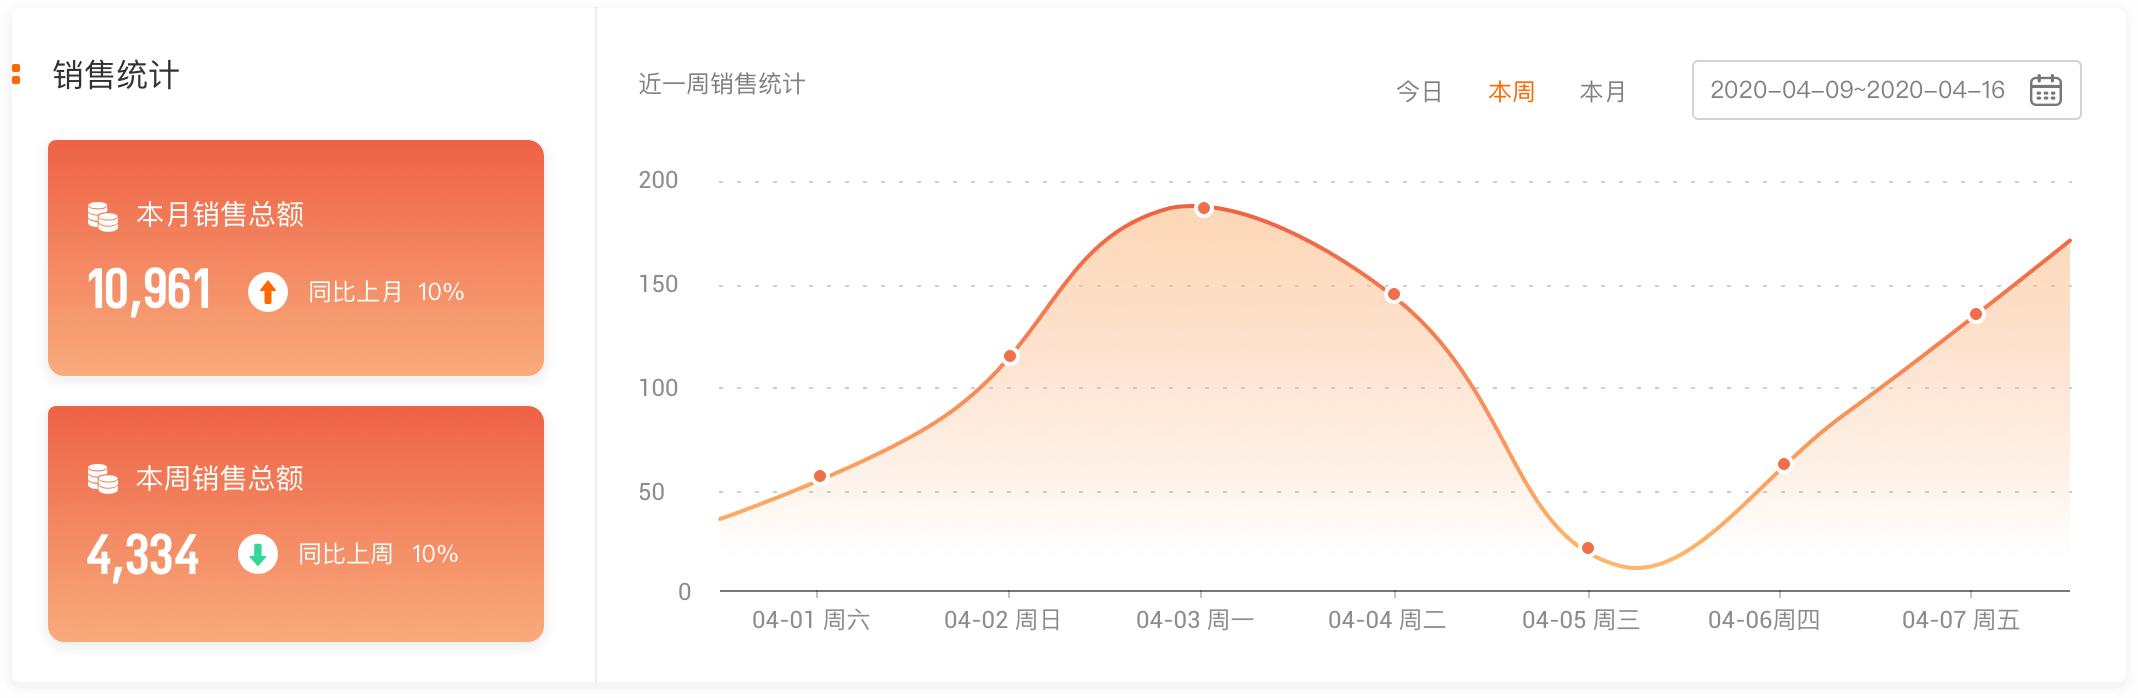 销售统计
本月销售总额
10,961
同比上月 10%
本周销售总额
4,334
同比上周 10%
近一周销售统计
今日 本周 本月
2020-04-09~2020-04-16
200
150
100
50
0
04-01 周六
04-02 周日
04-03 周一
04-04 周二
04-05 周三
04-06周四
04-07 周五